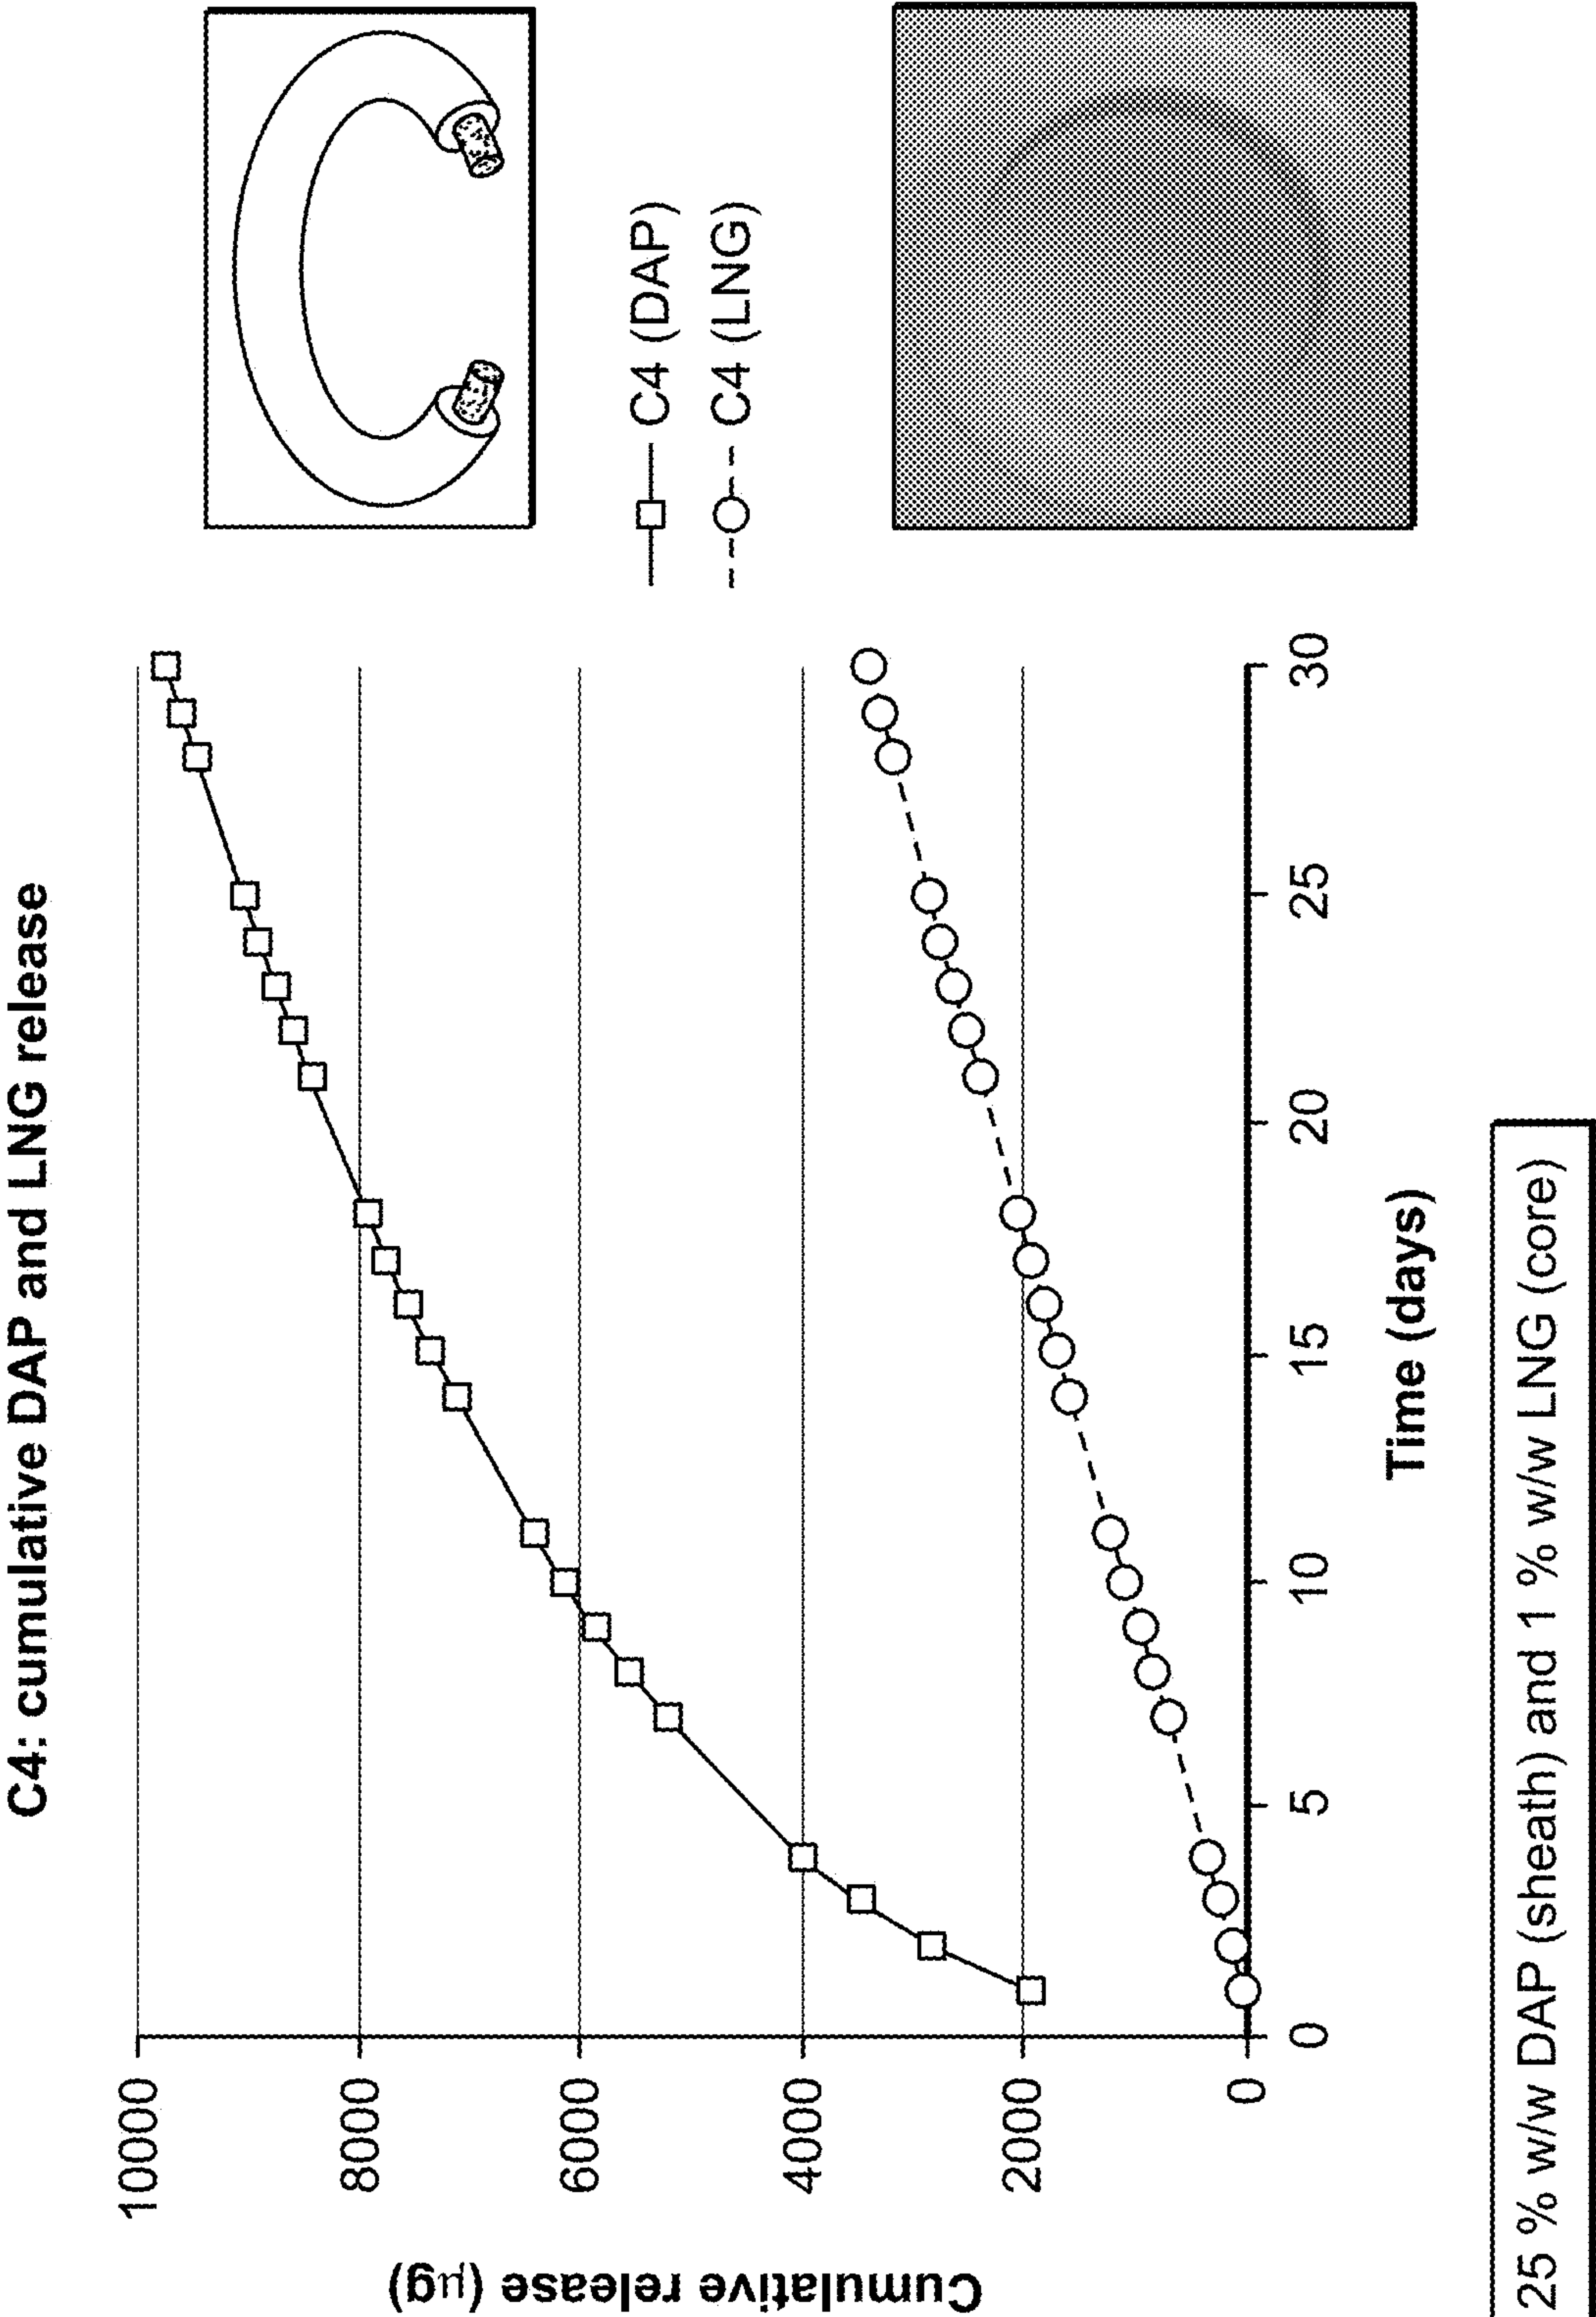 C4: cumulative DAP and LNG release
Cumulative release (µg)
10000
8000
6000
4000
2000
0
0 5 10 15 20 25 30
Time (days)
C4 (DAP)
C4 (LNG)
25 % w/w DAP (sheath) and 1 % w/w LNG (core)